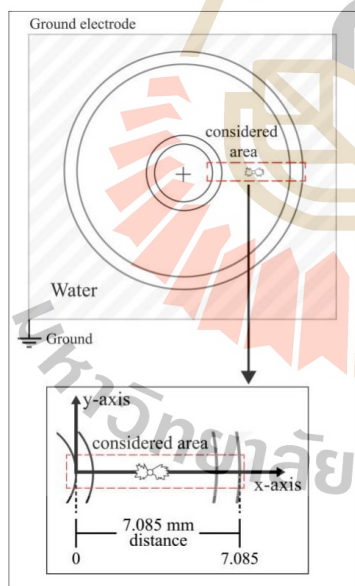 Ground electrode
considered
area
Water
Ground
y-axis
considered area
x-axis
7.085 mm
distance
0
7.085